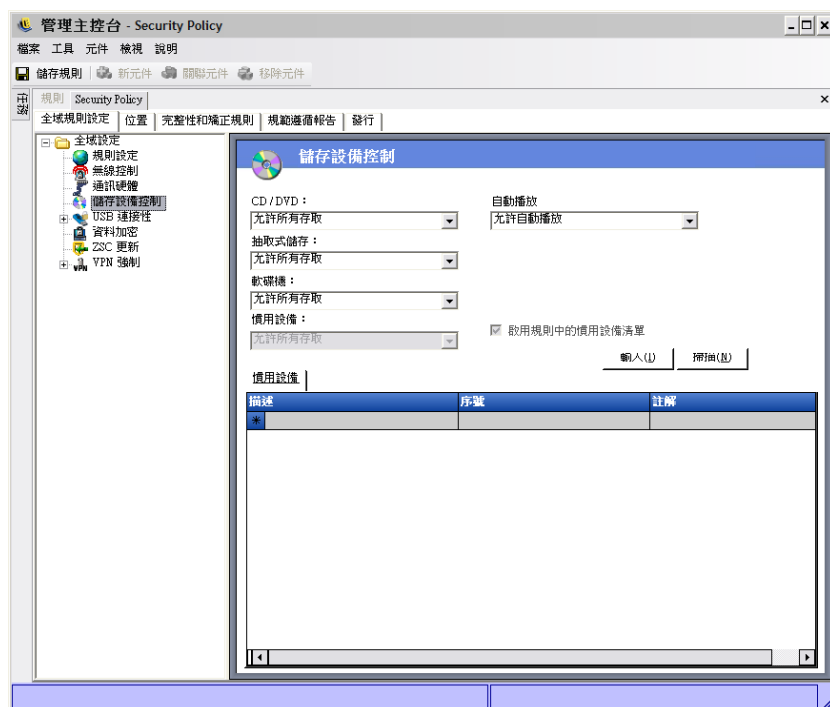 管理主控台 - Security Policy
檔案 工具 元件 檢視 說明
儲存規則 新元件 關聯元件 移除元件
規則 Security Policy
全域規則設定 位置 完整性和矯正規則 規範遵循報告 發行
全域設定
規則設定
無線控制
通訊硬體
儲存設備控制
USB 連接性
資料加密
ZSC 更新
VPN 強制
儲存設備控制
CD/DVD：
允許所有存取
自動播放
允許自動播放
抽取式儲存：
允許所有存取
軟碟機：
允許所有存取
慣用設備：
允許所有存取
啟用規則中的慣用設備清單
輸入(I) 掃描(N)
慣用設備
描述 序號 註解